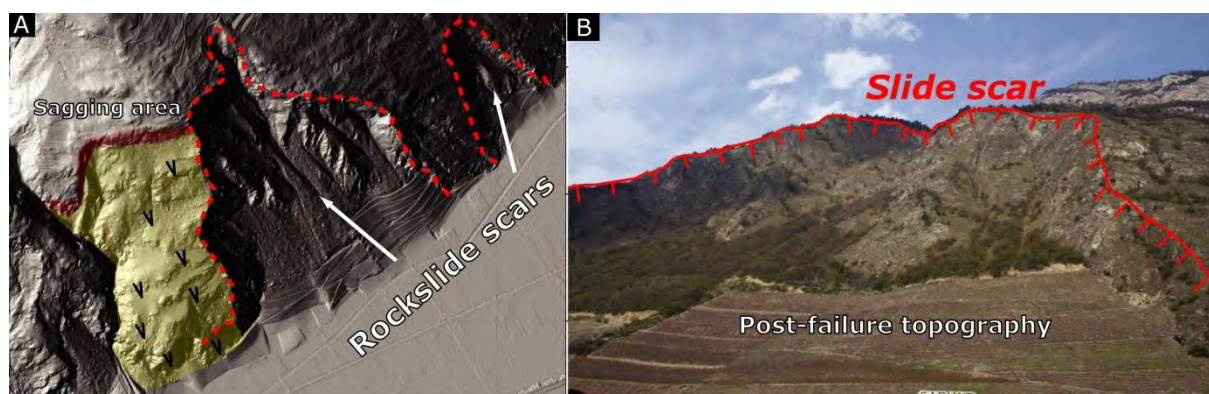 A
Sagging area
Rockslide scars
B
Slide scar
Post-failure topography